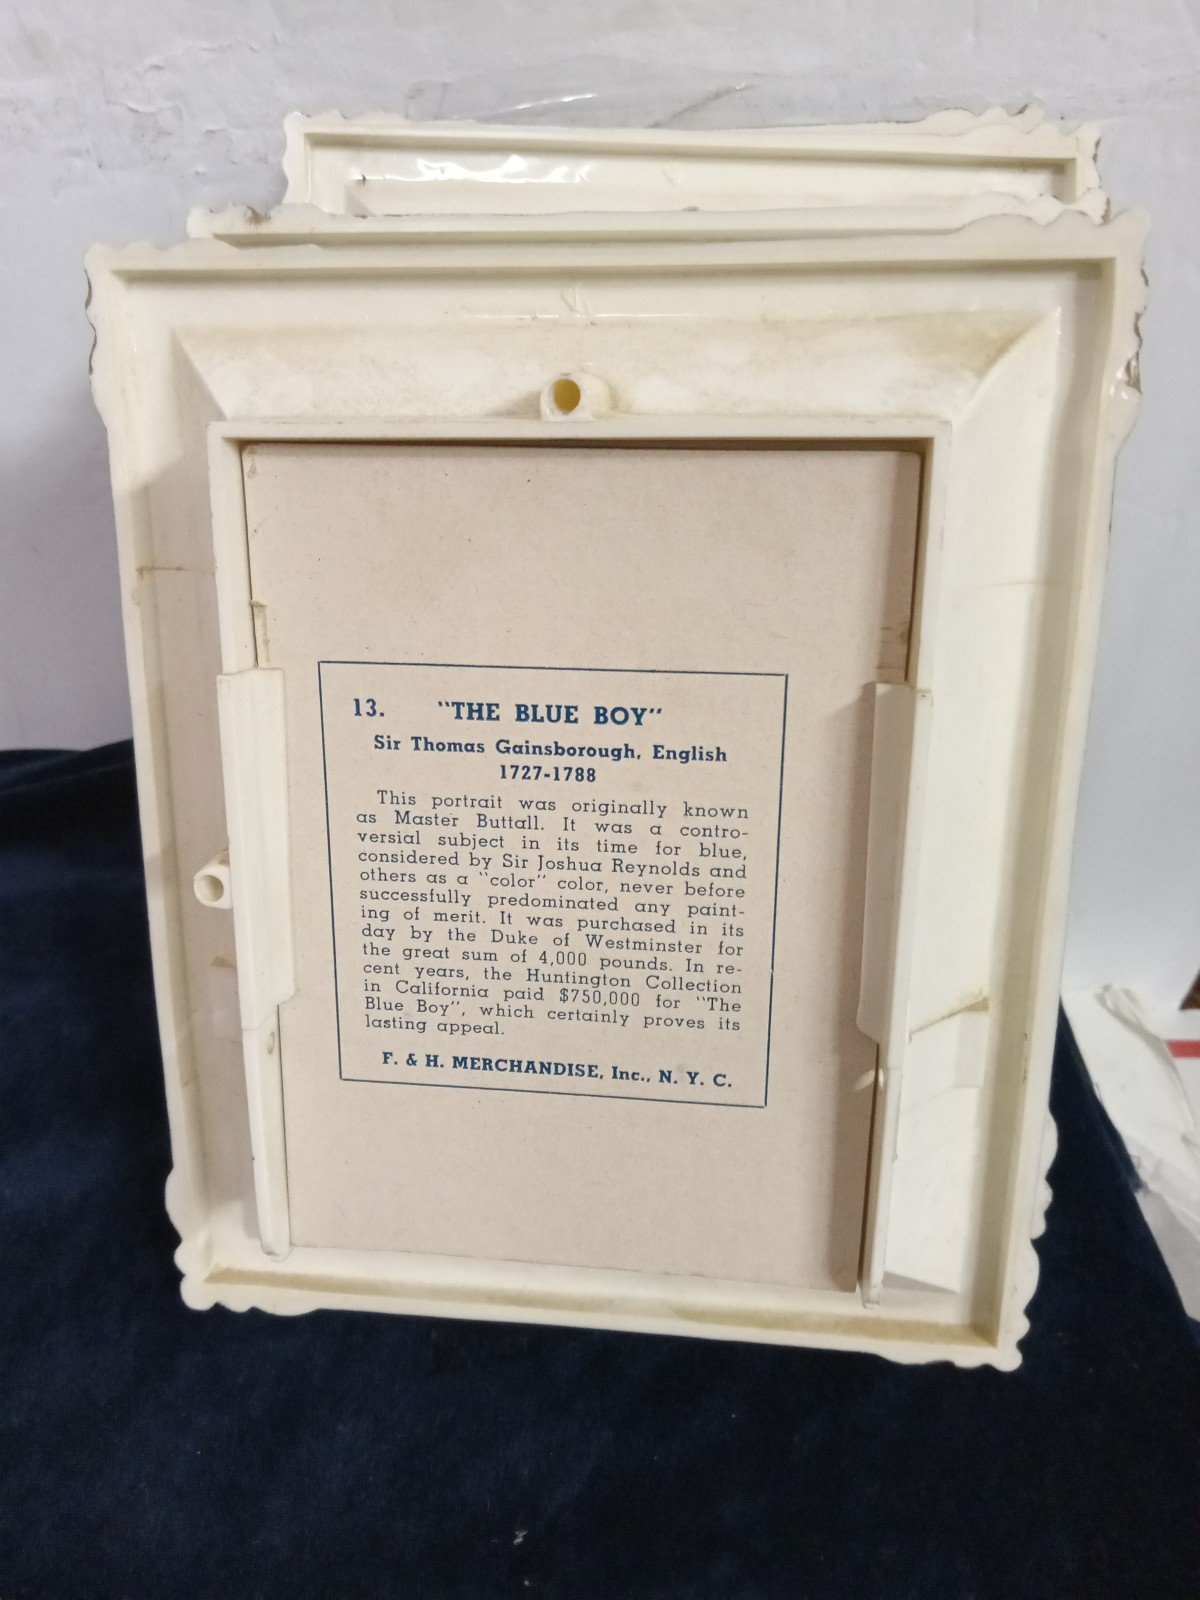 13. "THE BLUE BOY"
Sir Thomas Gainsborough, English
1727-1788
This portrait was originally known
as Master Buttall. It was a contro-
versial subject in its time for blue,
considered by Sir Joshua Reynolds and
others as a "color" color, never before
successfully predominated any paint-
ing of merit. It was purchased in its
day by the Duke of Westminster for
the great sum of 4,000 pounds. In re-
cent years, the Huntington Collection
in California paid $750,000 for "The
Blue Boy", which certainly proves its
lasting appeal.
F. & H. MERCHANDISE, Inc., N. Y. C.